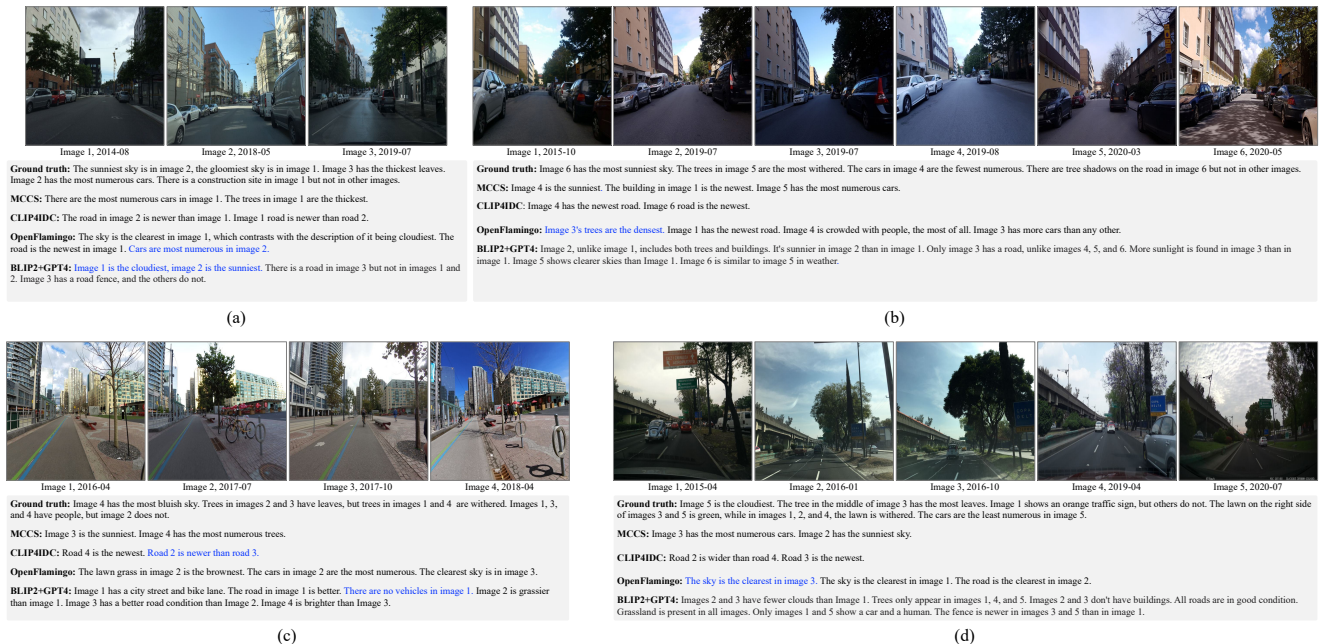 Image 1, 2014-08
Image 2, 2018-05
Image 3, 2019-07
Ground truth: The sunniest sky is in image 2, the gloomiest sky is in image 1. Image 3 has the thickest leaves.
Image 2 has the most numerous cars. There is a construction site in image 1 but not in other images.
MCCS: There are the most numerous cars in image 1. The trees in image 1 are the thickest.
CLIP4IDC: The road in image 2 is newer than image 1. Image 1 road is newer than road 2.
OpenFlamingo: The sky is the clearest in image 1, which contrasts with the description of it being cloudiest. The
road is the newest in image 1. Cars are most numerous in image 2.
BLIP2+GPT4: Image 1 is the cloudiest, image 2 is the sunniest. There is a road in image 3 but not in images 1 and
2. Image 3 has a road fence, and the others do not.
(a)
Image 1, 2015-10
Image 2, 2019-07
Image 3, 2019-07
Image 4, 2019-08
Image 5, 2020-03
Image 6, 2020-05
Ground truth: Image 6 has the most sunniest sky. The trees in image 5 are the most withered. The cars in image 4 are the fewest numerous. There are tree shadows on the road in image 6 but not in other images.
MCCS: Image 4 is the sunniest. The building in image 1 is the newest. Image 5 has the most numerous cars.
CLIP4IDC: Image 4 has the newest road. Image 6 road is the newest.
OpenFlamingo: Image 3's trees are the densest. Image 1 has the newest road. Image 4 is crowded with people, the most of all. Image 3 has more cars than any other.
BLIP2+GPT4: Image 2, unlike image 1, includes both trees and buildings. It's sunnier in image 2 than in image 1. Only image 3 has a road, unlike images 4, 5, and 6. More sunlight is found in image 3 than in
image 1. Image 5 shows clearer skies than Image 1. Image 6 is similar to image 5 in weather.
(b)
Image 1, 2016-04
Image 2, 2017-07
Image 3, 2017-10
Image 4, 2018-04
Ground truth: Image 4 has the most bluish sky. Trees in images 2 and 3 have leaves, but trees in images 1 and 4 are withered. Images 1, 3,
and 4 have people, but image 2 does not.
MCCS: Image 3 is the sunniest. Image 4 has the most numerous trees.
CLIP4IDC: Road 4 is the newest. Road 2 is newer than road 3.
OpenFlamingo: The lawn grass in image 2 is the brownest. The cars in image 2 are the most numerous. The clearest sky is in image 3.
BLIP2+GPT4: Image 1 has a city street and bike lane. The road in image 1 is better. There are no vehicles in image 1. Image 2 is grassier
than image 1. Image 3 has a better road condition than Image 2. Image 4 is brighter than Image 3.
(c)
Image 1, 2015-04
Image 2, 2016-01
Image 3, 2016-10
Image 4, 2019-04
Image 5, 2020-07
Ground truth: Image 5 is the cloudiest. The tree in the middle of image 3 has the most leaves. Image 1 shows an orange traffic sign, but others do not. The lawn on the right side
of images 3 and 5 is green, while in images 1, 2, and 4, the lawn is withered. The cars are the least numerous in image 5.
MCCS: Image 3 has the most numerous cars. Image 2 has the sunniest sky.
CLIP4IDC: Road 2 is wider than road 4. Road 3 is the newest.
OpenFlamingo: The sky is the clearest in image 3. The sky is the clearest in image 1. The road is the clearest in image 2.
BLIP2+GPT4: Images 2 and 3 have fewer clouds than Image 1. Trees only appear in images 1, 4, and 5. Images 2 and 3 don't have buildings. All roads are in good condition.
Grassland is present in all images. Only images 1 and 5 show a car and a human. The fence is newer in images 3 and 5 than in image 1.
(d)